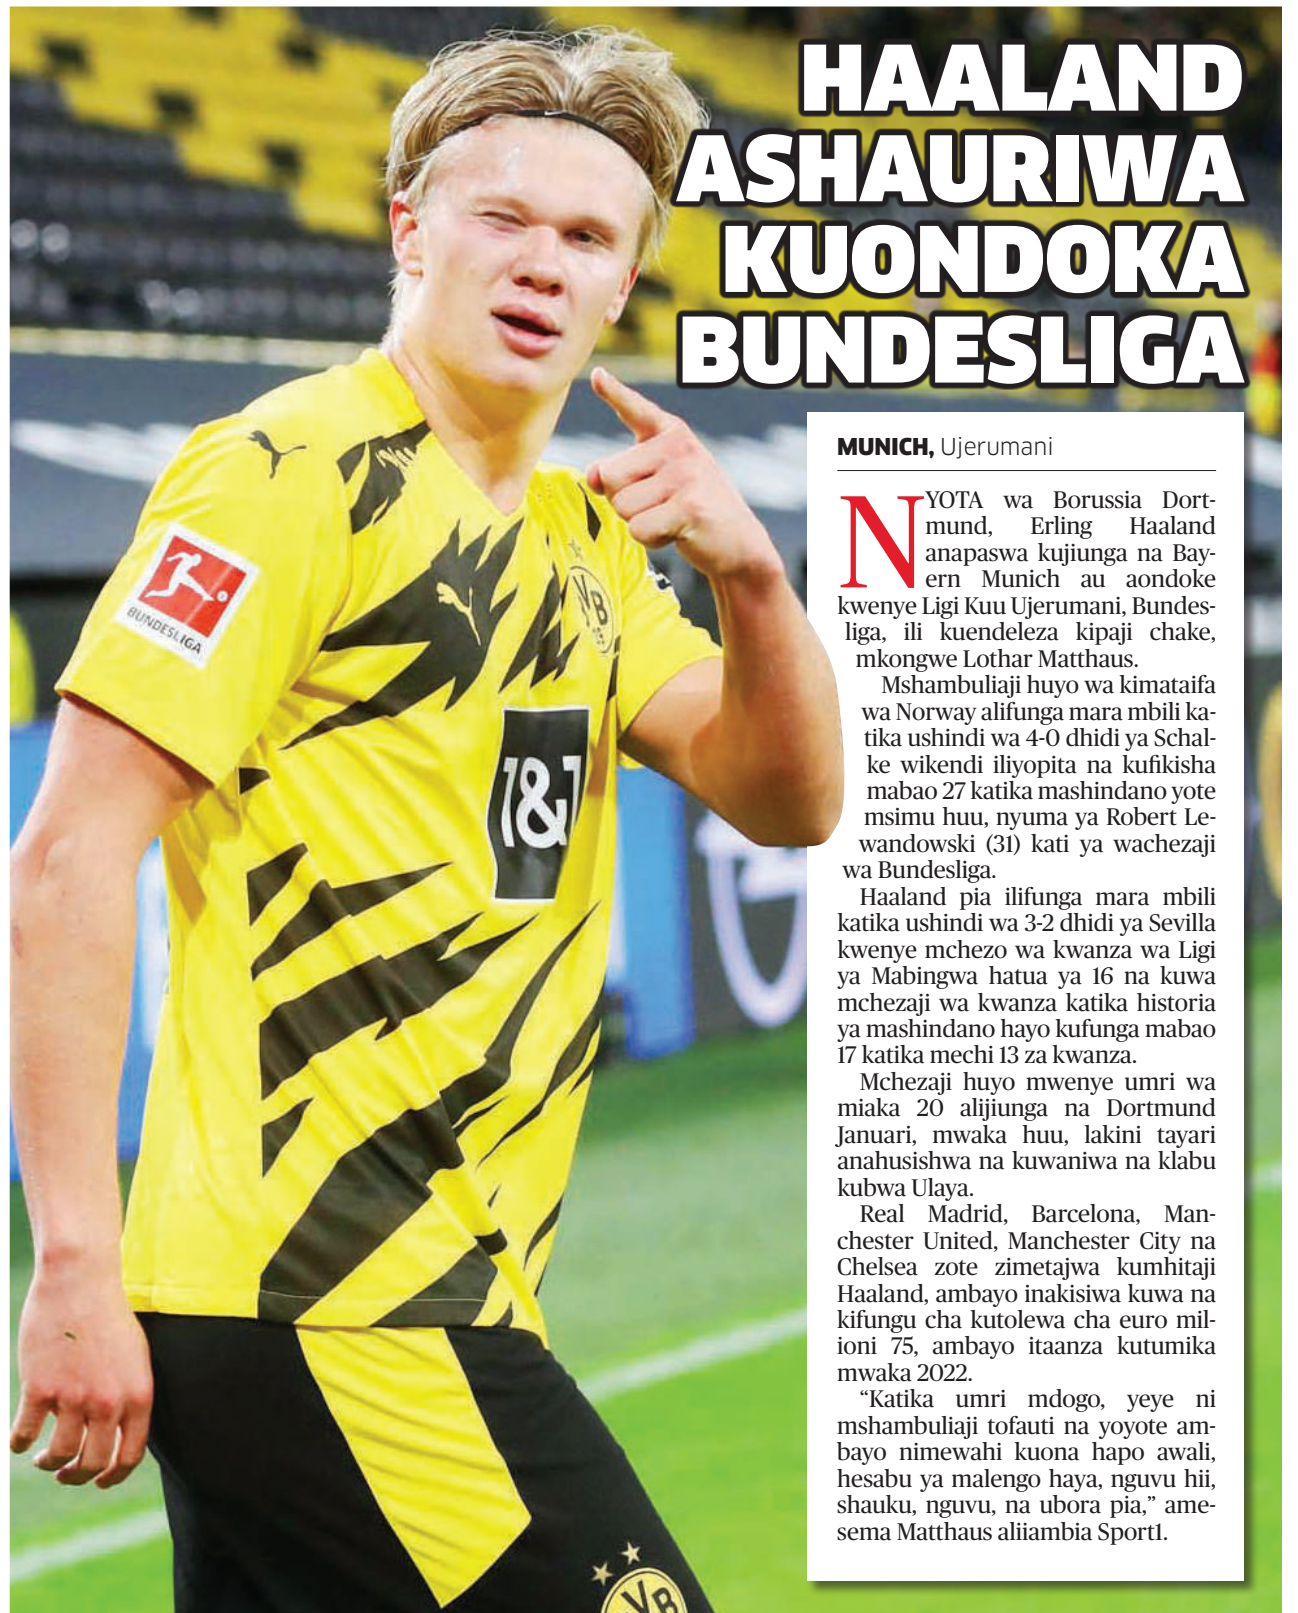 HAALAND
ASHAURIWA
KUONDOKA
BUNDESLIGA
MUNICH, Ujerumani
NYOTA wa Borussia Dort-
mund, Erling Haaland
anapaswa kujiunga na Bay-
ern Munich au aondoke
kwenye Ligi Kuu Ujerumani, Bundes-
liga, ili kuendeleza kipaji chake,
mkongwe Lothar Matthaus.
Mshambuliaji huyo wa kimataifa
wa Norway alifunga mara mbili ka-
tika ushindi wa 4-0 dhidi ya Schal-
ke wikendi iliyopita na kufikisha
mabao 27 katika mashindano yote
msimu huu, nyuma ya Robert Le-
wandowski (31) kati ya wachezaji
wa Bundesliga.
Haaland pia ilifunga mara mbili
katika ushindi wa 3-2 dhidi ya Sevilla
kwenye mchezo wa kwanza wa Ligi
ya Mabingwa hatua ya 16 na kuwa
mchezaji wa kwanza katika historia
ya mashindano hayo kufunga mabao
17 katika mechi 13 za kwanza.
Mchezaji huyo mwenye umri wa
miaka 20 alijiunga na Dortmund
Januari, mwaka huu, lakini tayari
anahusishwa na kuwaniwa na klabu
kubwa Ulaya.
Real Madrid, Barcelona, Man-
chester United, Manchester City na
Chelsea zote zimetajwa kumhitaji
Haaland, ambayo inakisiwa kuwa na
kifungu cha kutolewa cha euro mil-
ioni 75, ambayo itaanza kutumika
mwaka 2022.
“Katika umri mdogo, yeye ni
mshambuliaji tofauti na yoyote am-
bayo nimewahi kuona hapo awali,
hesabu ya malengo haya, nguvu hii,
shauku, nguvu, na ubora pia,” ame-
sema Matthaus aliiambia Sport1.
BUNDESLIGA
BVB
09
1&1
BVB